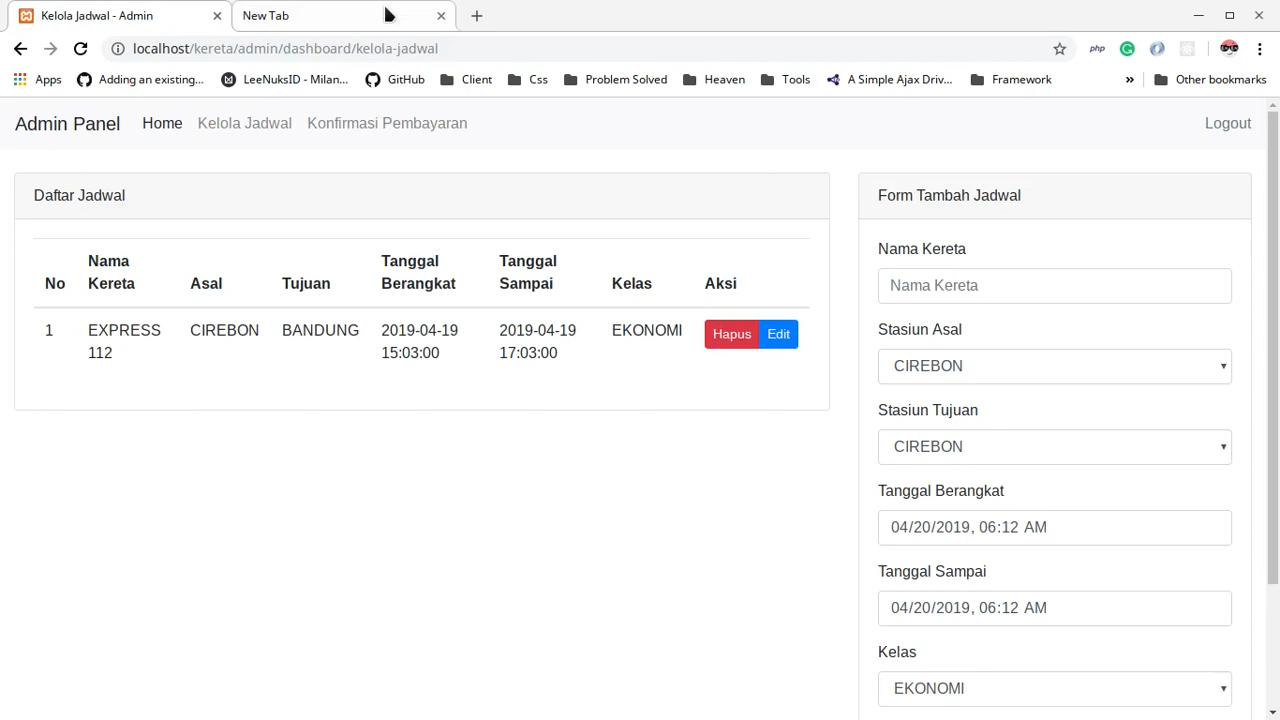 Kelola Jadwal - Admin
New Tab
localhost/kereta/admin/dashboard/kelola-jadwal
php
Apps
Adding an existing...
LeeNuksID - Milan...
GitHub
Client
Css
Problem Solved
Heaven
Tools
A Simple Ajax Driv...
Framework
»
Other bookmarks
Admin Panel
Home
Kelola Jadwal
Konfirmasi Pembayaran
Logout
Daftar Jadwal
No
Nama
Kereta
Asal
Tujuan
Tanggal
Berangkat
Tanggal
Sampai
Kelas
Aksi
1
EXPRESS
112
CIREBON
BANDUNG
2019-04-19
15:03:00
2019-04-19
17:03:00
EKONOMI
Hapus
Edit
Form Tambah Jadwal
Nama Kereta
Nama Kereta
Stasiun Asal
CIREBON
Stasiun Tujuan
CIREBON
Tanggal Berangkat
04/20/2019, 06:12 AM
Tanggal Sampai
04/20/2019, 06:12 AM
Kelas
EKONOMI